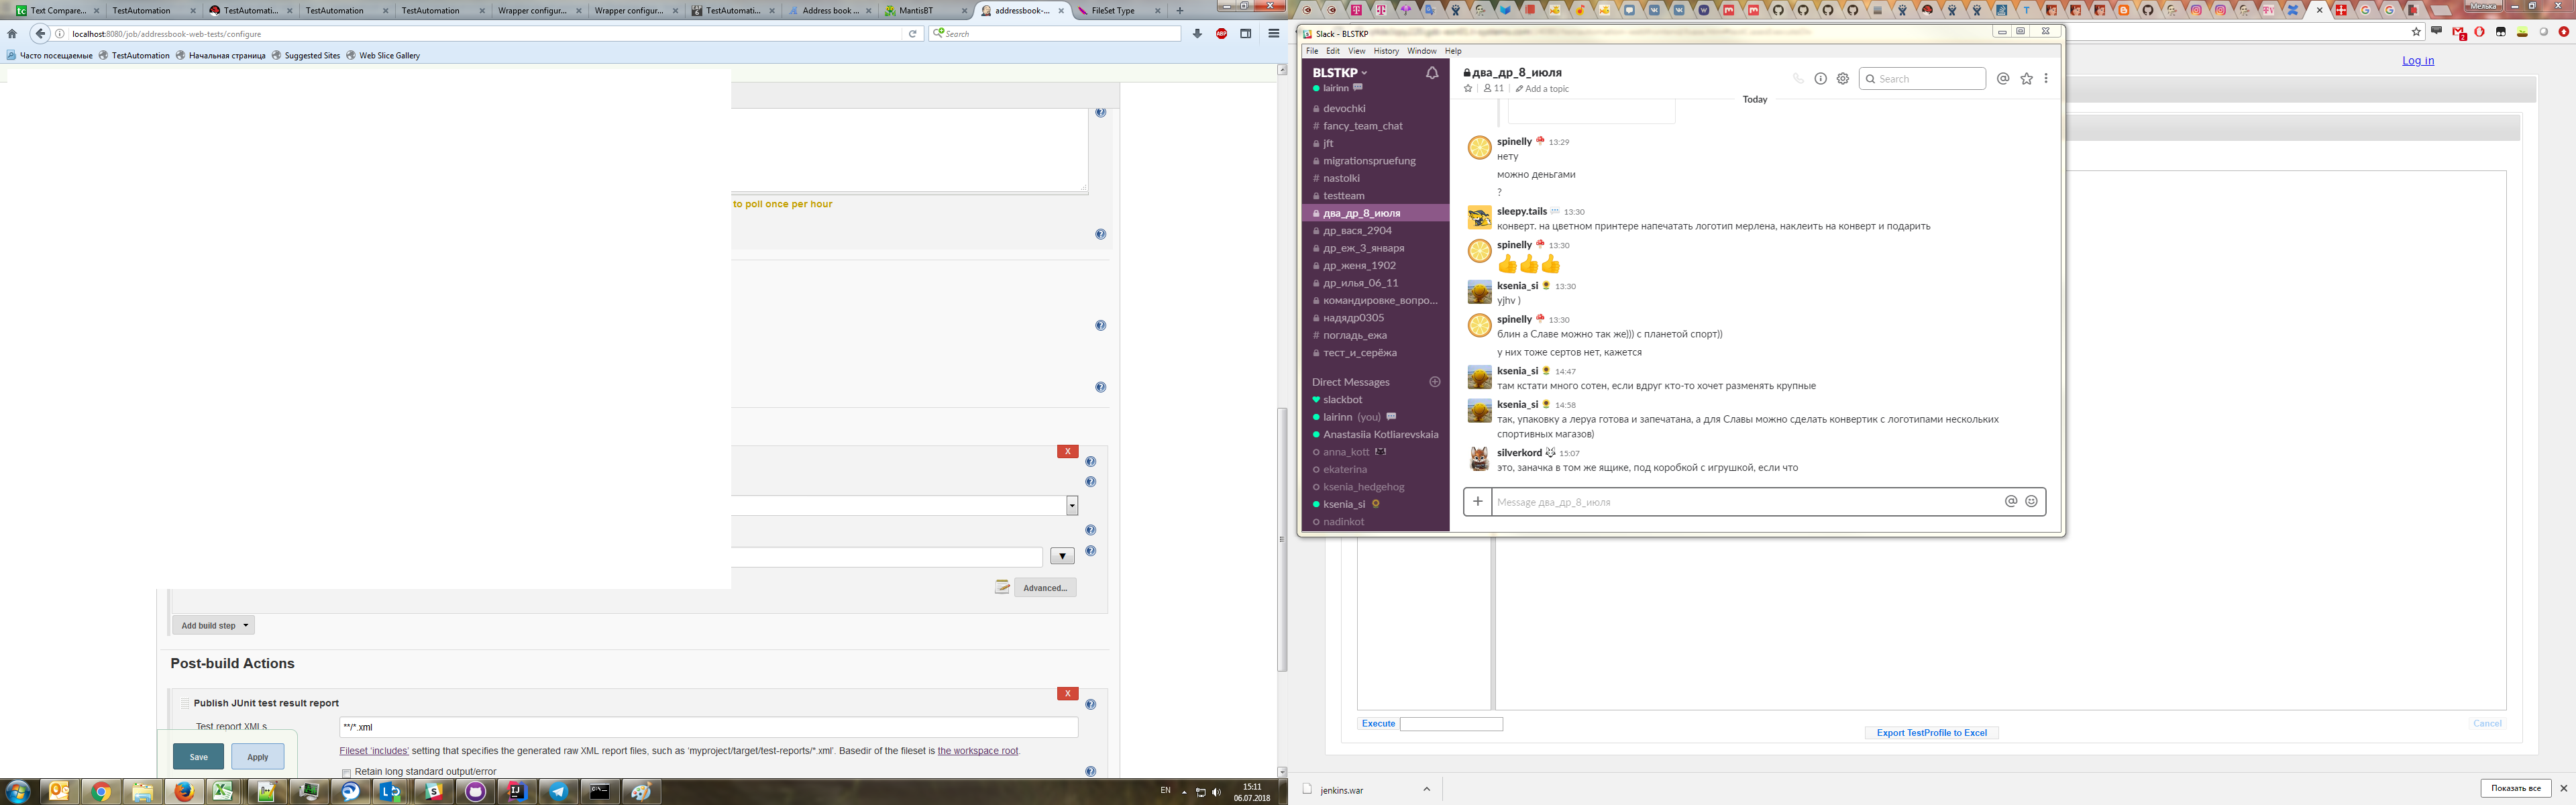 Text Compare...
TestAutomation
TestAutomati...
TestAutomation
TestAutomation
Wrapper configur...
Wrapper configur...
TestAutomati...
Address book ...
MantisBT
addressbook-...
FileSet Type
localhost:8080/job/addressbook-web-tests/configure
Search
Часто посещаемые
TestAutomation
Начальная страница
Suggested Sites
Web Slice Gallery
to poll once per hour
X
Advanced...
Add build step
Post-build Actions
X
Publish JUnit test result report
Test report XMLs
**/*.xml
Fileset 'includes' setting that specifies the generated raw XML report files, such as 'myproject/target/test-reports/*.xml'. Basedir of the fileset is the workspace root.
Save
Apply
Retain long standard output/error
EN
15:11
06.07.2018
Мелька
Log in
Slack - BLSTKP
File Edit View History Window Help
BLSTKP
lairinn
devochki
# fancy_team_chat
jft
migrationspruefung
# nastolki
testteam
два_др_8_июля
др_вася_2904
др_еж_3_января
др_женя_1902
др_илья_06_11
командировке_вопро...
надядр0305
# погладь_ежа
тест_и_серёжа
Direct Messages
slackbot
lairinn (you)
Anastasiia Kotliarevskaia
anna_kott
ekaterina
ksenia_hedgehog
ksenia_si
nadinkot
два_др_8_июля
11
Add a topic
Search
Today
spinelly 13:29
нету
можно деньгами
?
sleepy.tails 13:30
конверт. на цветном принтере напечатать логотип мерлена, наклеить на конверт и подарить
spinelly 13:30
ksenia_si 13:30
yjhv )
spinelly 13:30
блин а Славе можно так же))) с планетой спорт))
у них тоже сертов нет, кажется
ksenia_si 14:47
там кстати много сотен, если вдруг кто-то хочет разменять крупные
ksenia_si 14:58
так, упаковку а леруа готова и запечатана, а для Славы можно сделать конвертик с логотипами нескольких
спортивных магазов)
silverkord 15:07
это, заначка в том же ящике, под коробкой с игрушкой, если что
Message два_др_8_июля
Execute
Cancel
Export TestProfile to Excel
jenkins.war
Показать все